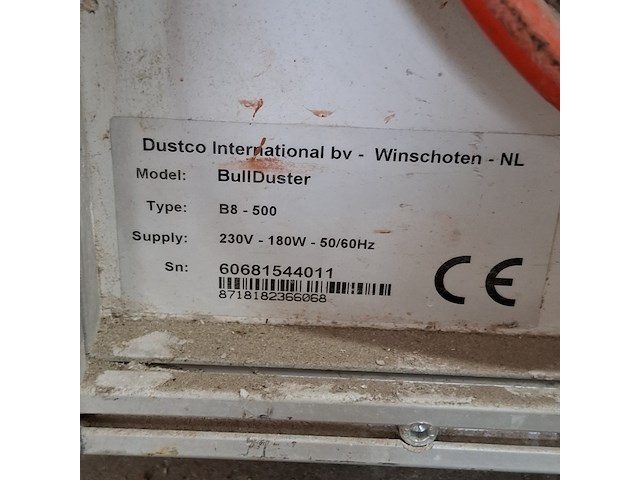 Dustco International bv - Winschoten - NL
Model: BullDuster
Type: B8 - 500
Supply: 230V - 180W - 50/60Hz
Sn: 60681544011
8718182366068
CE